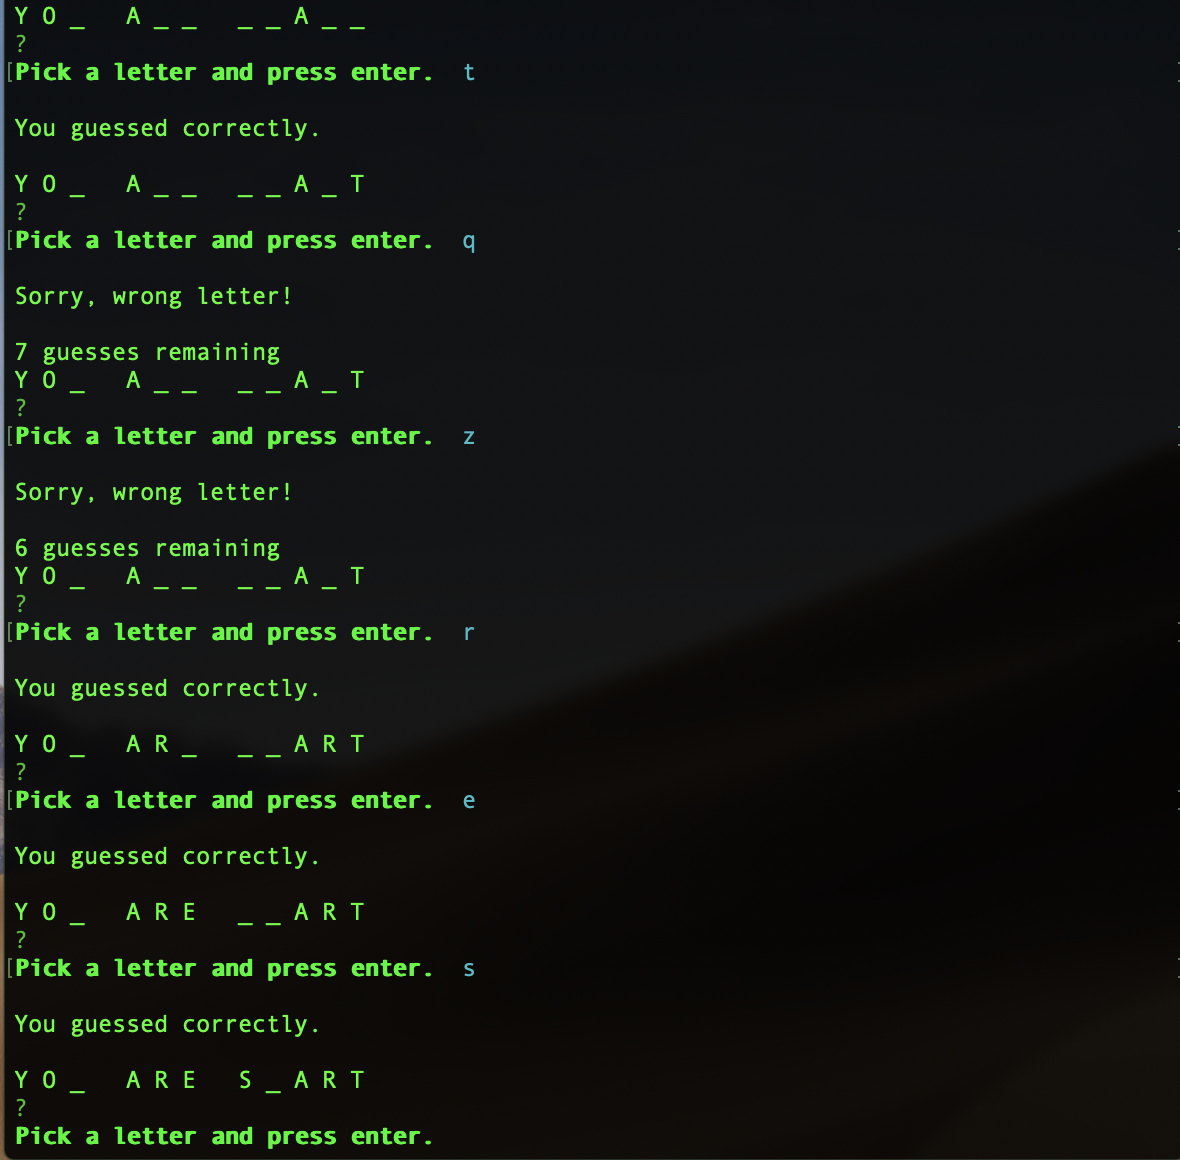 Y O _   A _ _   _ _ A _ _
?
[Pick a letter and press enter.  t
You guessed correctly.
Y O _   A _ _   _ _ A _ T
?
[Pick a letter and press enter.  q
Sorry, wrong letter!
7 guesses remaining
Y O _   A _ _   _ _ A _ T
?
[Pick a letter and press enter.  z
Sorry, wrong letter!
6 guesses remaining
Y O _   A _ _   _ _ A _ T
?
[Pick a letter and press enter.  r
You guessed correctly.
Y O _   A R _   _ _ A R T
?
[Pick a letter and press enter.  e
You guessed correctly.
Y O _   A R E   _ _ A R T
?
[Pick a letter and press enter.  s
You guessed correctly.
Y O _   A R E   S _ A R T
?
Pick a letter and press enter.